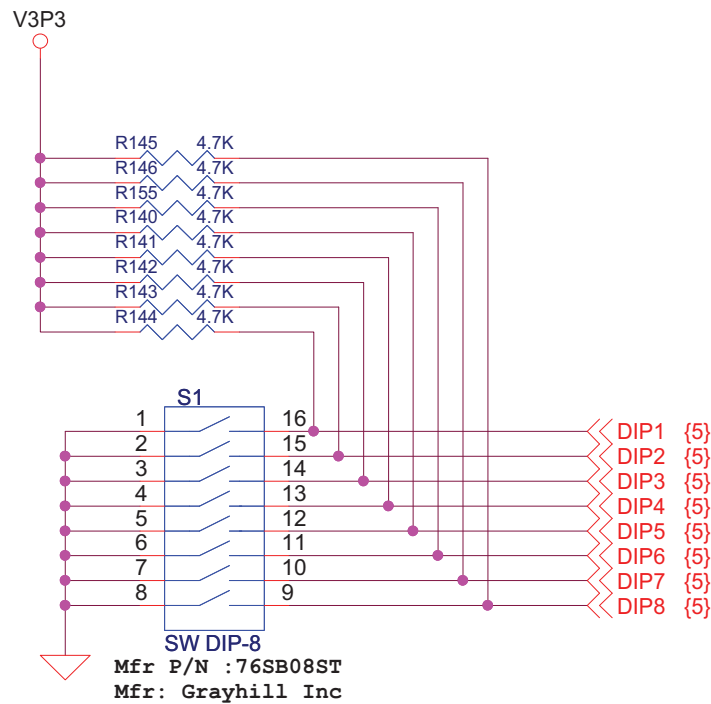 V3P3
R145 4.7K
R146 4.7K
R155 4.7K
R140 4.7K
R141 4.7K
R142 4.7K
R143 4.7K
R144 4.7K
S1
1 16 DIP1 {5}
2 15 DIP2 {5}
3 14 DIP3 {5}
4 13 DIP4 {5}
5 12 DIP5 {5}
6 11 DIP6 {5}
7 10 DIP7 {5}
8 9 DIP8 {5}
SW DIP-8
Mfr P/N :76SB08ST
Mfr: Grayhill Inc